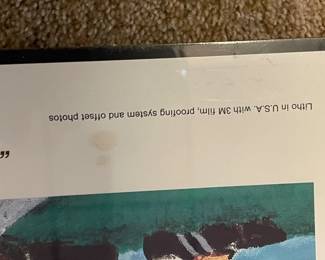 Litho in U.S.A. with 3M film, proofing system and offset photos
"